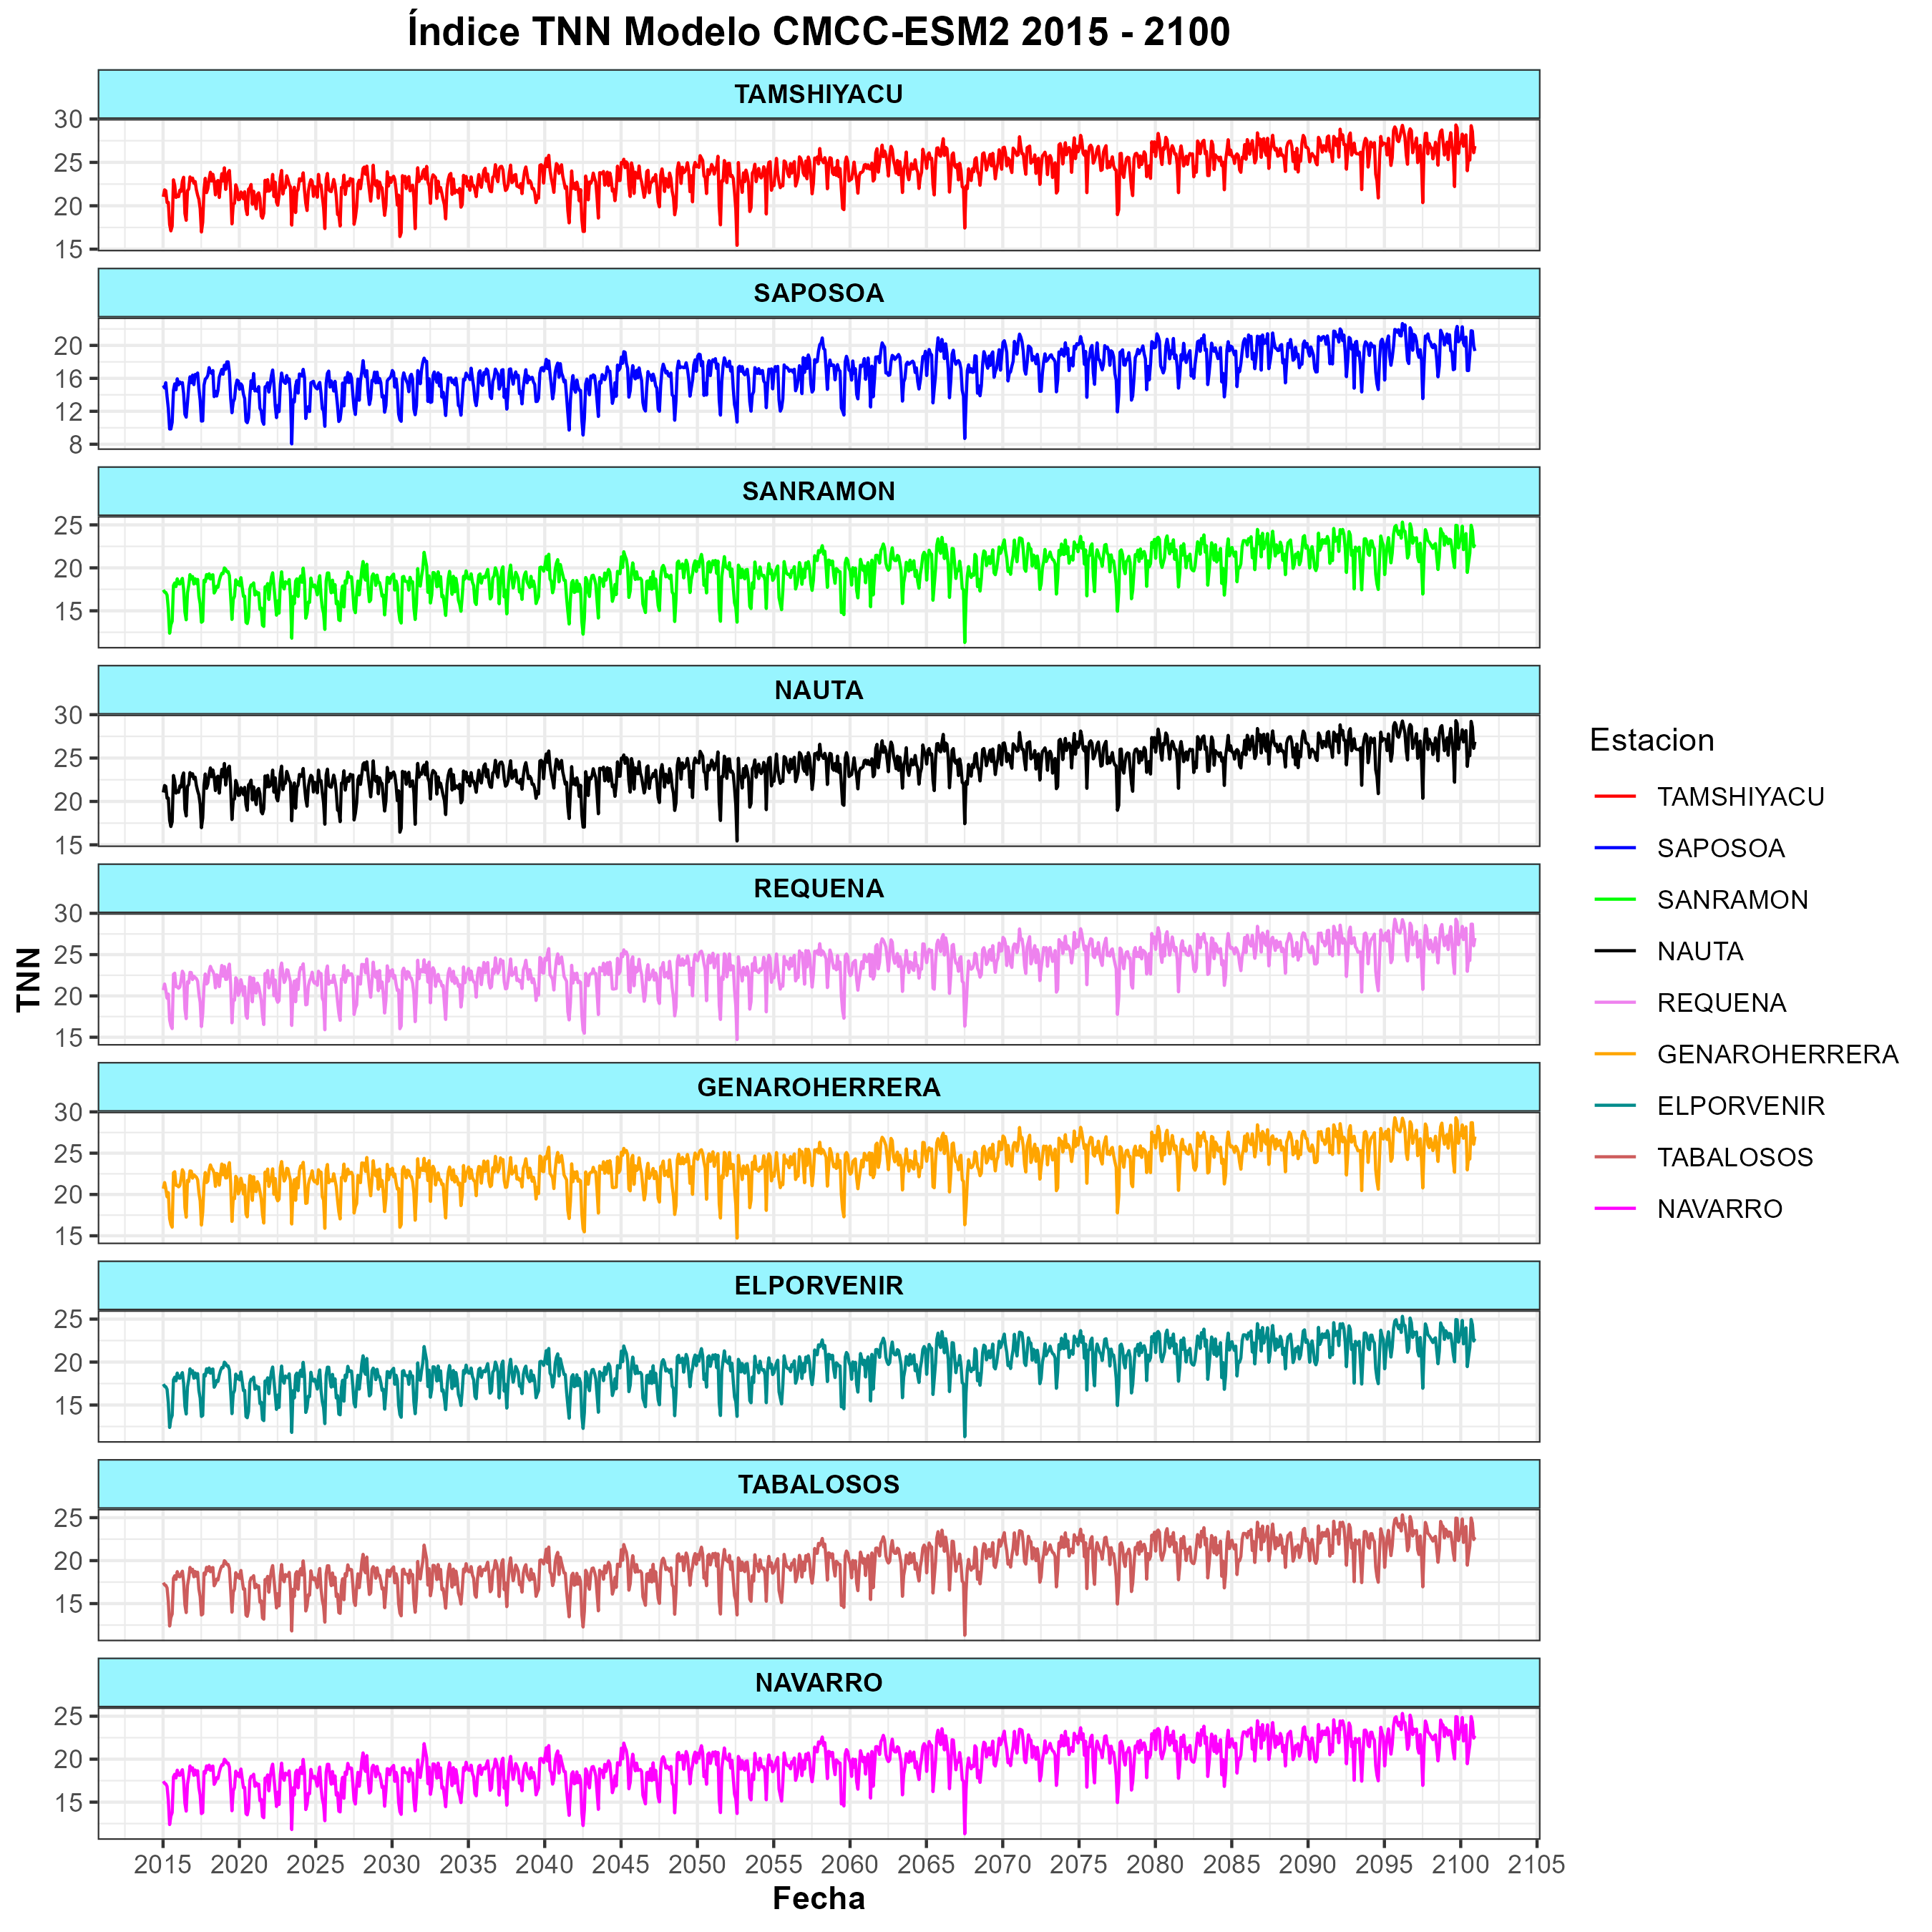 Índice TNN Modelo CMCC-ESM2 2015 - 2100
TAMSHIYACU
30
25
20
15
SAPOSOA
20
16
12
8
SANRAMON
25
20
15
NAUTA
30
25
20
15
REQUENA
30
25
20
15
GENAROHERRERA
30
25
20
15
ELPORVENIR
25
20
15
TABALOSOS
25
20
15
NAVARRO
25
20
15
2015 2020 2025 2030 2035 2040 2045 2050 2055 2060 2065 2070 2075 2080 2085 2090 2095 2100 2105
Fecha
TNN
Estacion
TAMSHIYACU
SAPOSOA
SANRAMON
NAUTA
REQUENA
GENAROHERRERA
ELPORVENIR
TABALOSOS
NAVARRO